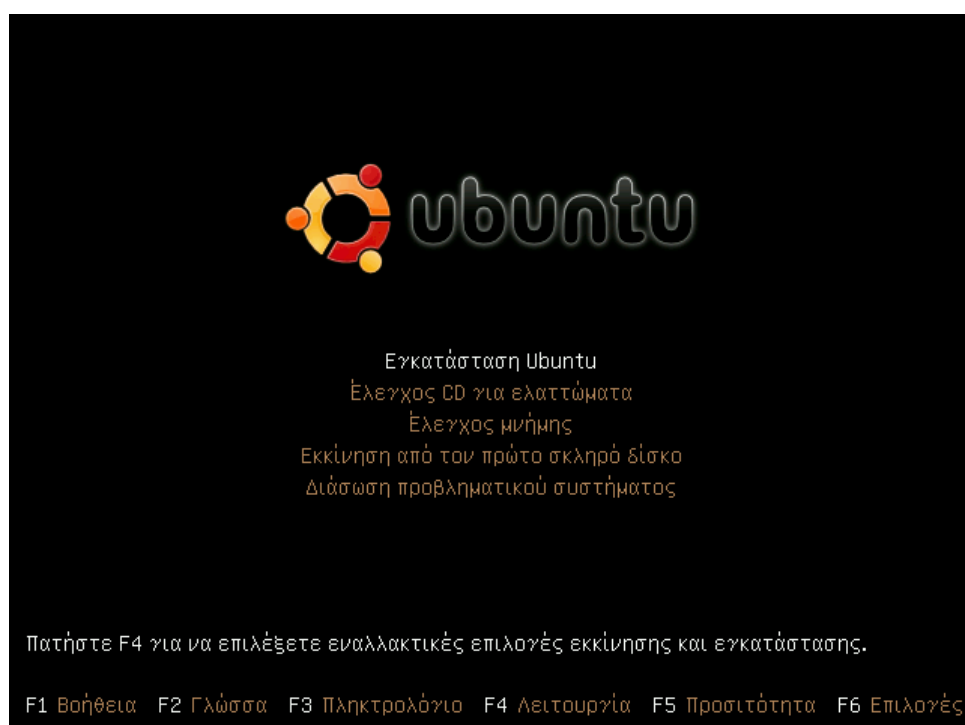 ubuntu
Εγκατάσταση Ubuntu
Έλεγχος CD για ελαττώματα
Έλεγχος μνήμης
Εκκίνηση από τον πρώτο σκληρό δίσκο
Διάσωση προβληματικού συστήματος
Πατήστε F4 για να επιλέξετε εναλλακτικές επιλογές εκκίνησης και εγκατάστασης.
F1 Βοήθεια F2 Γλώσσα F3 Πληκτρολόγιο F4 Λειτουργία F5 Προσιτότητα F6 Επιλογές